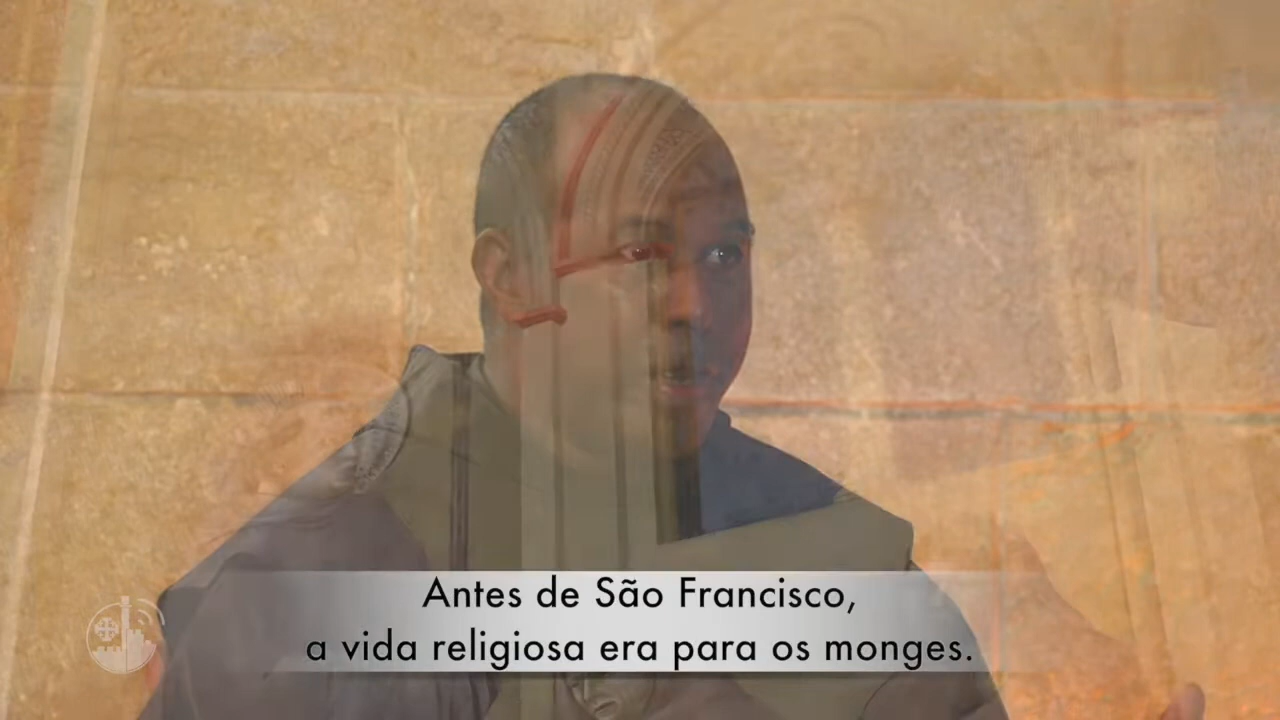 Antes de São Francisco,
a vida religiosa era para os monges.